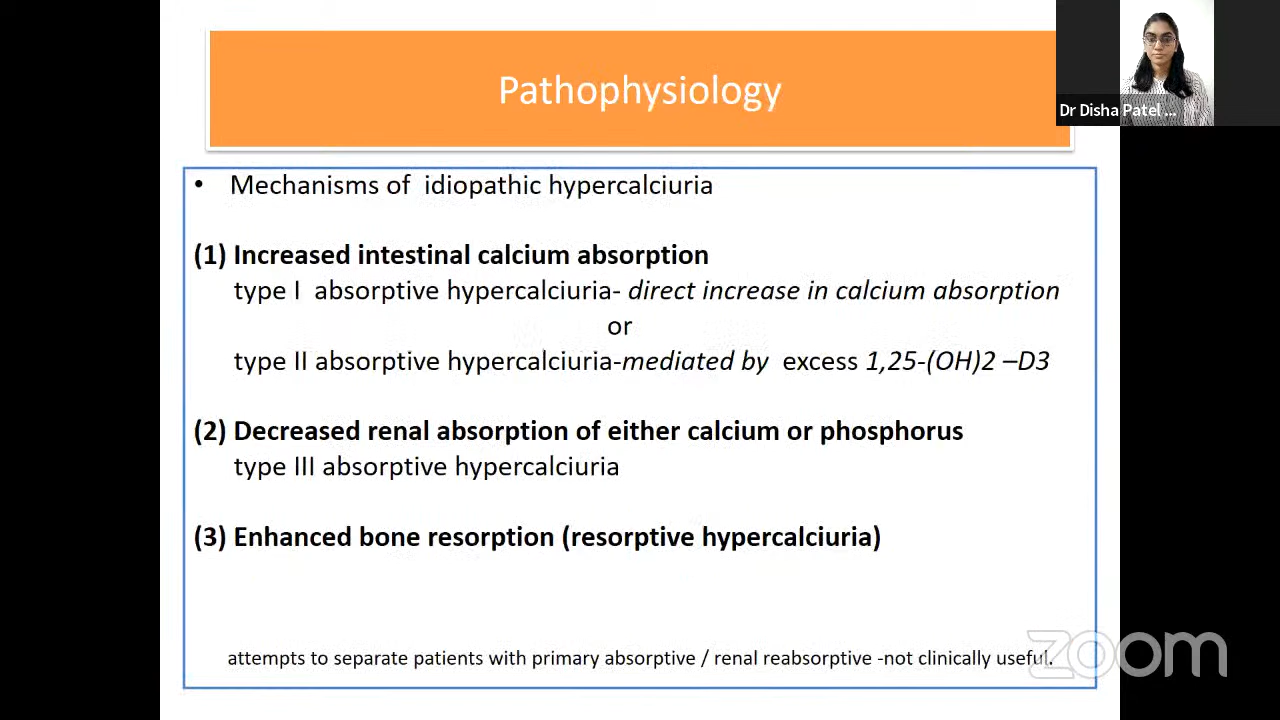 Pathophysiology
Dr Disha Patel ...
• Mechanisms of idiopathic hypercalciuria
(1) Increased intestinal calcium absorption
type I absorptive hypercalciuria- direct increase in calcium absorption
or
type II absorptive hypercalciuria-mediated by excess 1,25-(OH)2 –D3
(2) Decreased renal absorption of either calcium or phosphorus
type III absorptive hypercalciuria
(3) Enhanced bone resorption (resorptive hypercalciuria)
attempts to separate patients with primary absorptive / renal reabsorptive -not clinically useful.
zoom